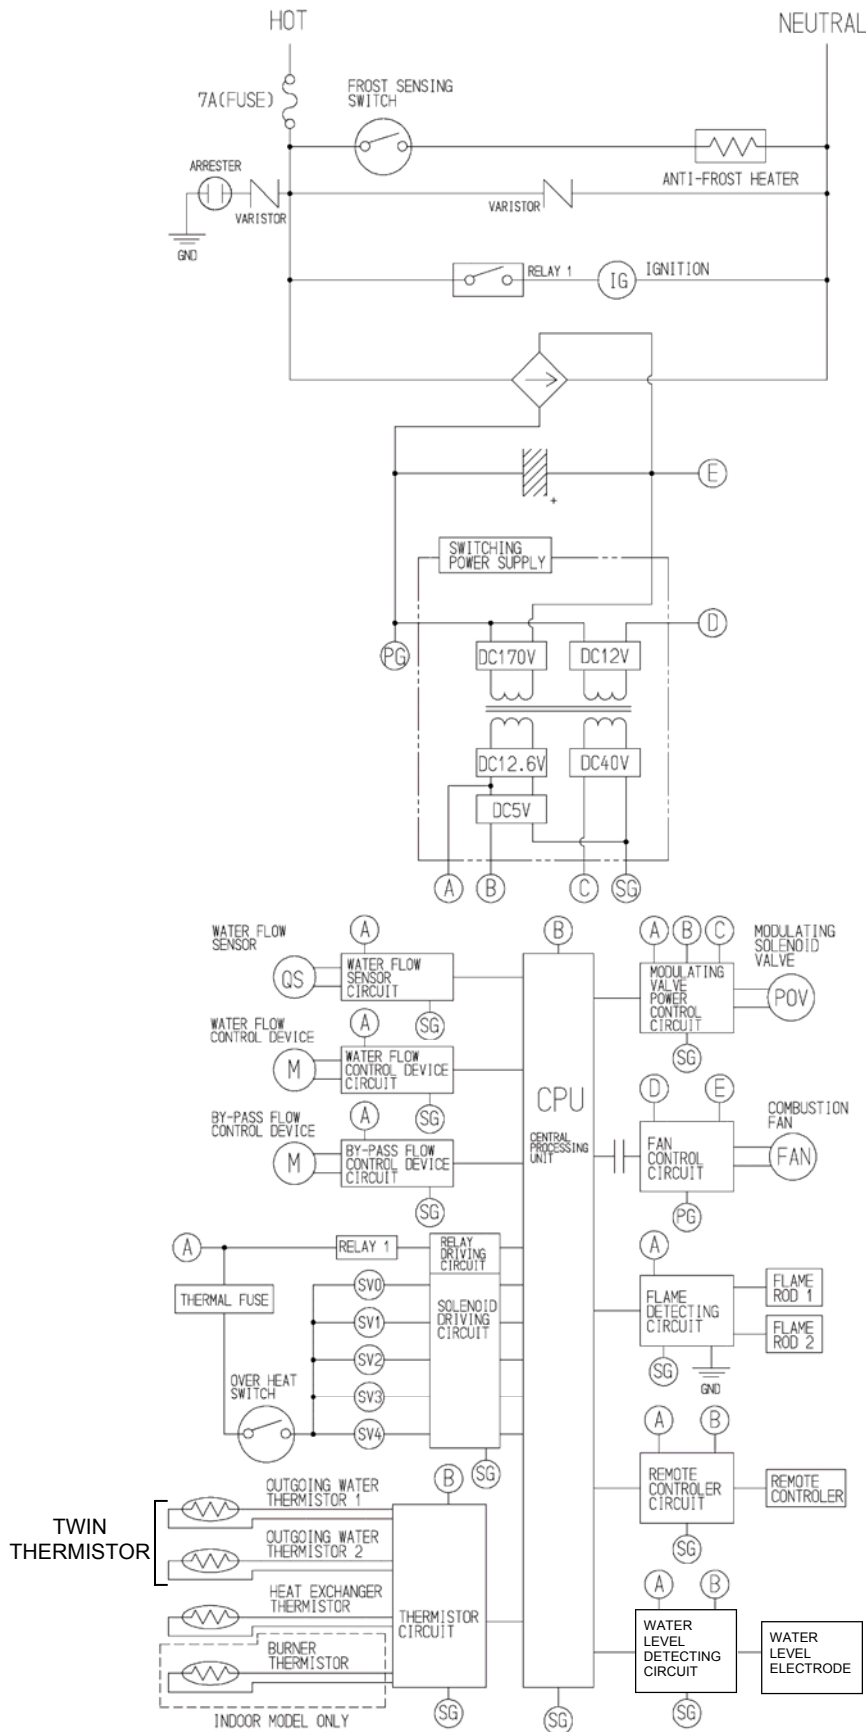 HOT
NEUTRAL
7A(FUSE)
FROST SENSING
SWITCH
ANTI-FROST HEATER
ARRESTER
VARISTOR
VARISTOR
GND
RELAY 1
IG
IGNITION
E
+
SWITCHING
POWER SUPPLY
D
PG
DC170V
DC12V
DC12.6V
DC40V
DC5V
A
B
C
SG
WATER FLOW
SENSOR
QS
A
WATER FLOW
SENSOR
CIRCUIT
SG
WATER FLOW
CONTROL DEVICE
M
A
WATER FLOW
CONTROL DEVICE
CIRCUIT
SG
BY-PASS FLOW
CONTROL DEVICE
M
A
BY-PASS FLOW
CONTROL DEVICE
CIRCUIT
SG
B
CPU
CENTRAL
PROCESSING
UNIT
SG
A
B
C
MODULATING
VALVE
POWER
CONTROL
CIRCUIT
SG
MODULATING
SOLENOID
VALVE
POV
D
E
FAN
CONTROL
CIRCUIT
PG
COMBUSTION
FAN
FAN
A
RELAY 1
RELAY
DRIVING
CIRCUIT
THERMAL FUSE
SV0
SV1
SV2
SV3
SV4
SOLENOID
DRIVING
CIRCUIT
SG
OVER HEAT
SWITCH
A
FLAME
DETECTING
CIRCUIT
SG
GND
FLAME
ROD 1
FLAME
ROD 2
A
B
REMOTE
CONTROLER
CIRCUIT
SG
REMOTE
CONTROLER
TWIN
THERMISTOR
OUTGOING WATER
THERMISTOR 1
OUTGOING WATER
THERMISTOR 2
HEAT EXCHANGER
THERMISTOR
BURNER
THERMISTOR
INDOOR MODEL ONLY
B
THERMISTOR
CIRCUIT
SG
A
B
WATER
LEVEL
DETECTING
CIRCUIT
SG
WATER
LEVEL
ELECTRODE